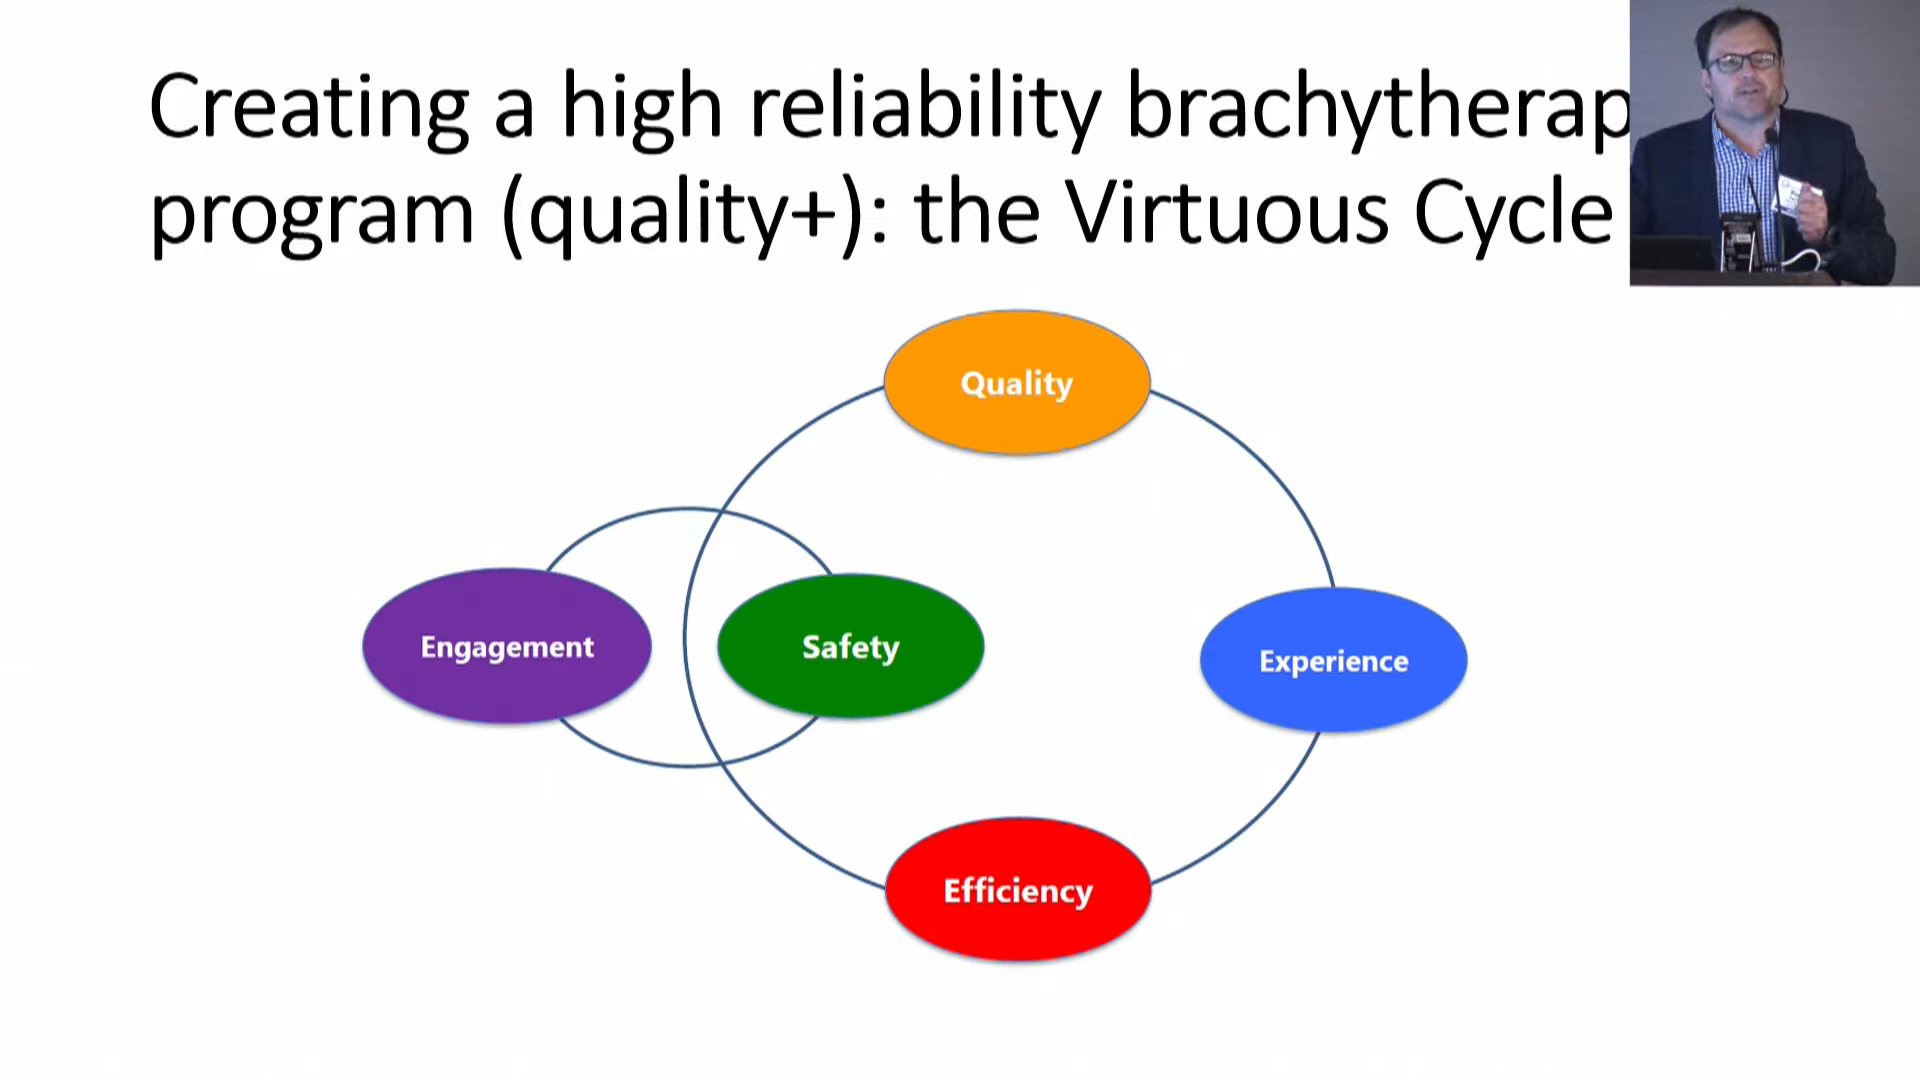 Creating a high reliability brachytherap
program (quality+): the Virtuous Cycle
Quality
Engagement
Safety
Experience
Efficiency